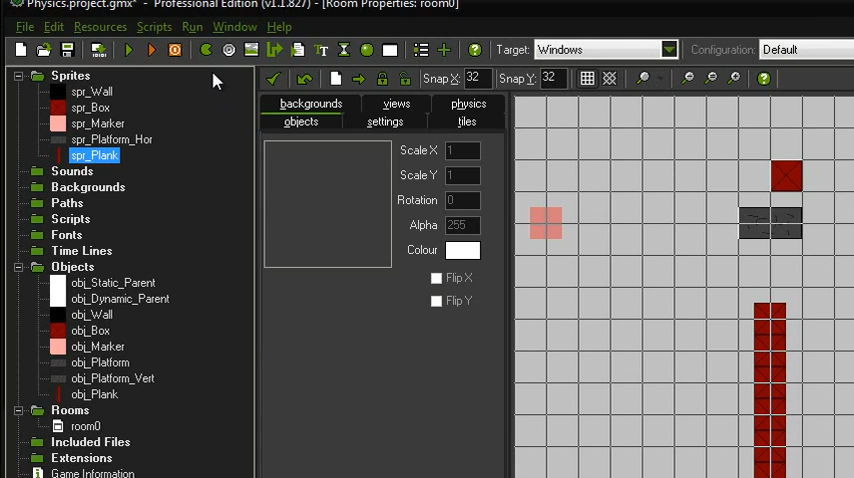 Physics.project.gmx* - Professional Edition (v1.1.827) - [Room Properties: room0]
File Edit Resources Scripts Run Window Help
Target: Windows Configuration: Default
Sprites
spr_Wall
spr_Box
spr_Marker
spr_Platform_Hor
spr_Plank
Sounds
Backgrounds
Paths
Scripts
Fonts
Time Lines
Objects
obj_Static_Parent
obj_Dynamic_Parent
obj_Wall
obj_Box
obj_Marker
obj_Platform
obj_Platform_Vert
obj_Plank
Rooms
room0
Included Files
Extensions
Game Information
Snap X: 32 Snap Y: 32
backgrounds views physics
objects settings tiles
Scale X 1
Scale Y 1
Rotation 0
Alpha 255
Colour
Flip X
Flip Y